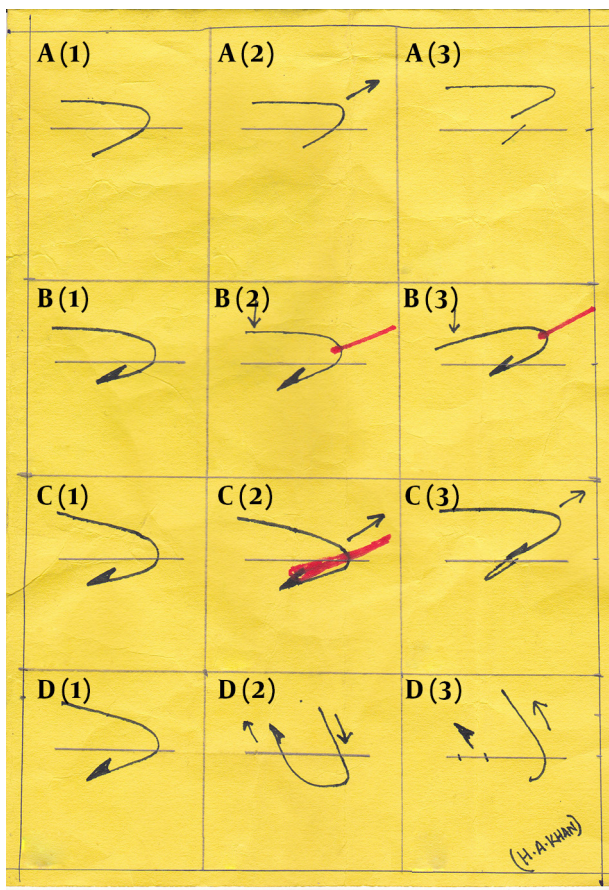 A (1) A (2) A (3)
B (1) B (2) B (3)
C (1) C (2) C (3)
D (1) D (2) D (3)
(H.A.KHAN)